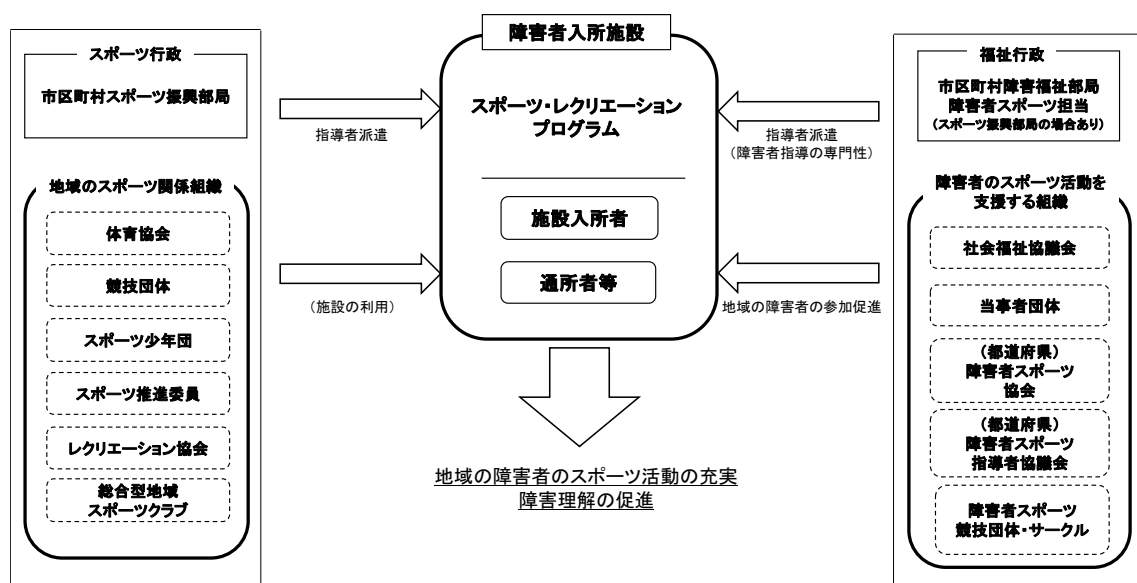 スポーツ行政
市区町村スポーツ振興部局
地域のスポーツ関係組織
体育協会
競技団体
スポーツ少年団
スポーツ推進委員
レクリエーション協会
総合型地域
スポーツクラブ
指導者派遣
（施設の利用）
障害者入所施設
スポーツ・レクリエーション
プログラム
施設入所者
通所者等
地域の障害者のスポーツ活動の充実
障害理解の促進
指導者派遣
（障害者指導の専門性）
地域の障害者の参加促進
福祉行政
市区町村障害福祉部局
障害者スポーツ担当
（スポーツ振興部局の場合あり）
障害者のスポーツ活動を
支援する組織
社会福祉協議会
当事者団体
（都道府県）
障害者スポーツ
協会
（都道府県）
障害者スポーツ
指導者協議会
障害者スポーツ
競技団体・サークル